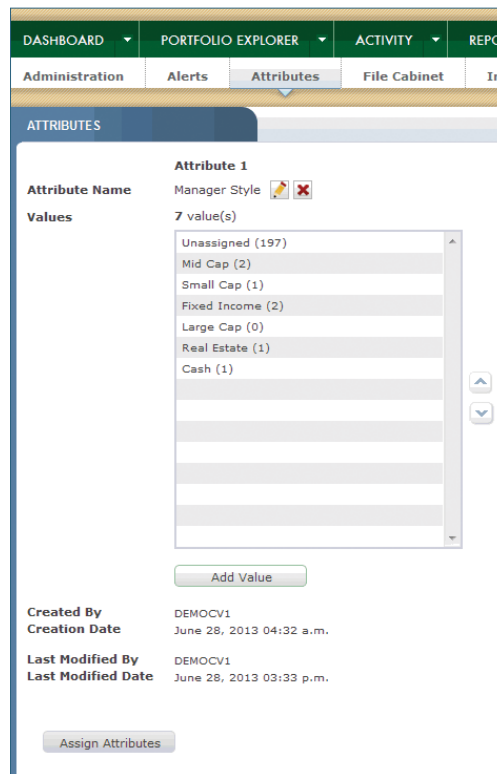 DASHBOARD PORTFOLIO EXPLORER ACTIVITY REPO
Administration Alerts Attributes File Cabinet In
ATTRIBUTES
Attribute 1
Attribute Name Manager Style
Values 7 value(s)
Unassigned (197)
Mid Cap (2)
Small Cap (1)
Fixed Income (2)
Large Cap (0)
Real Estate (1)
Cash (1)
Add Value
Created By DEMOCV1
Creation Date June 28, 2013 04:32 a.m.
Last Modified By DEMOCV1
Last Modified Date June 28, 2013 03:33 p.m.
Assign Attributes